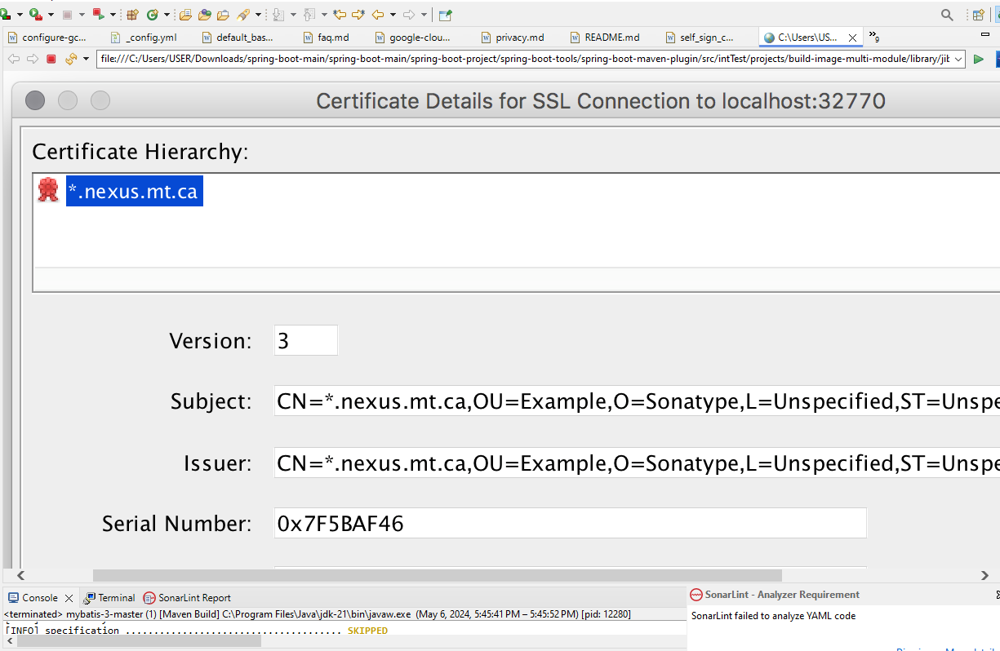 configure-gc...
_config.yml
default_bas...
faq.md
google-clou...
privacy.md
README.md
self_sign_c...
C:\Users\US...
»9
file:///C:/Users/USER/Downloads/spring-boot-main/spring-boot-main/spring-boot-project/spring-boot-tools/spring-boot-maven-plugin/src/intTest/projects/build-image-multi-module/library/jib
Certificate Details for SSL Connection to localhost:32770
Certificate Hierarchy:
*.nexus.mt.ca
Version: 3
Subject: CN=*.nexus.mt.ca,OU=Example,O=Sonatype,L=Unspecified,ST=Unspe
Issuer: CN=*.nexus.mt.ca,OU=Example,O=Sonatype,L=Unspecified,ST=Unspe
Serial Number: 0x7F5BAF46
Console
Terminal
SonarLint Report
<terminated> mybatis-3-master (1) [Maven Build] C:\Program Files\Java\jdk-21\bin\javaw.exe (May 6, 2024, 5:45:41 PM – 5:45:52 PM) [pid: 12280]
[INFO] specification ...................................... SKIPPED
SonarLint - Analyzer Requirement
SonarLint failed to analyze YAML code